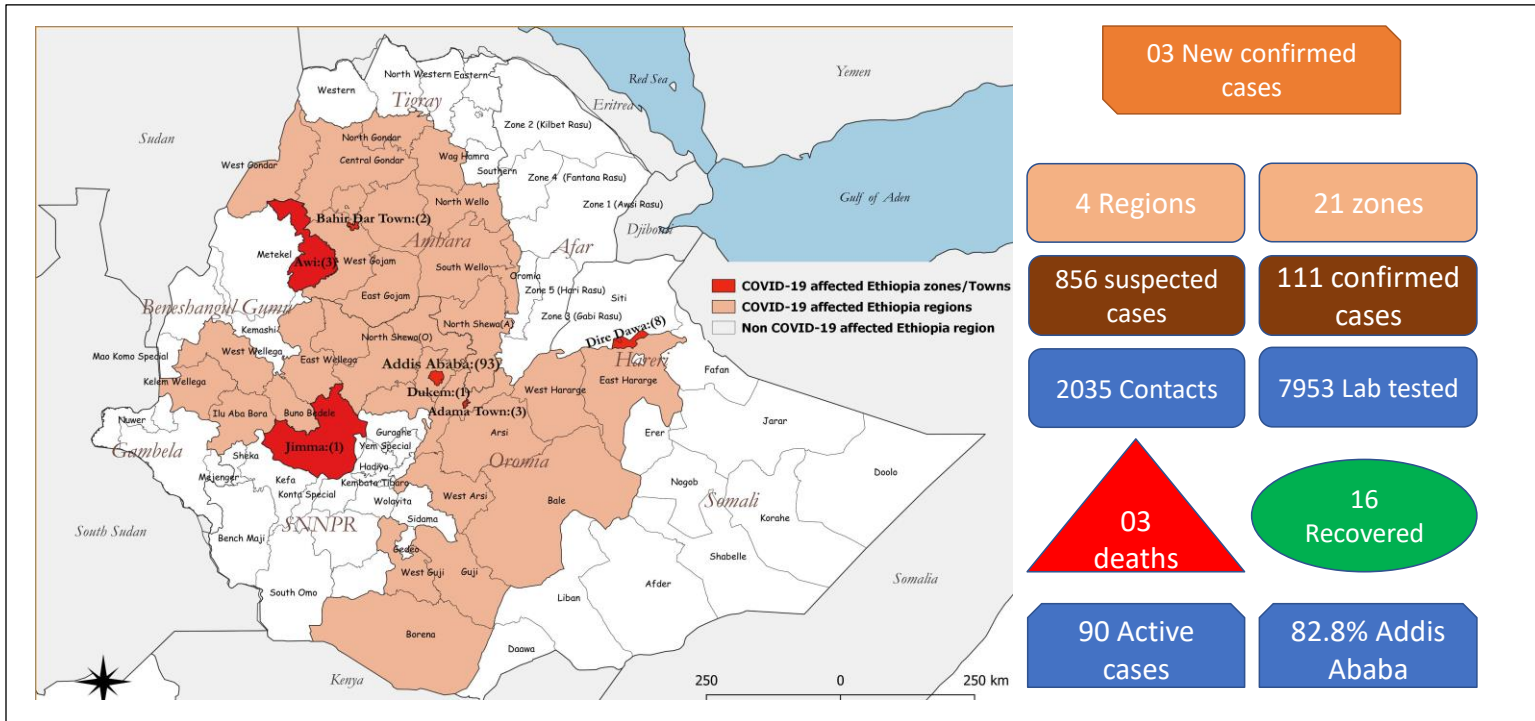 Yemen
Red Sea
Eritrea
Sudan
North Western
Eastern
Western
Tigray
Zone 2 (Kilbet Rasu)
North Gondar
Central Gondar
West Gondar
Wag Hamra
Southern
Zone 4 (Fantana Rasu)
North Wello
Zone 1 (Awsi Rasu)
Gulf of Aden
Bahir Dar Town:(2)
Djibouti
Amhara
Afar
Metekel
Awi:(3)
West Gojam
South Wello
Oromia
Zone 5 (Hari Rasu)
Siti
East Gojam
Beneshangul Gumu
Zone 3 (Gabi Rasu)
North Shewa(A)
Kemashi
North Shewa(O)
Dire Dawa:(8)
Mao Komo Special
West Wellega
East Wellega
Addis Ababa:(93)
Hareri
Kelem Wellega
West Hararge
East Hararge
Fafan
Dukem:(1)
Adama Town:(3)
Ilu Aba Bora
Buno Bedele
Nuwer
Guraghe
Arsi
Erer
Jarar
Gambela
Jimma:(1)
Yem Special
Sheka
Hadiya
Oromia
Doolo
Mejenger
Kefa
Kembata Tibaro
Konta Special
Wolayita
West Arsi
Bale
Nogob
Somali
Korahe
SNNPR
Sidama
South Sudan
Bench Maji
Gedeo
Shabelle
West Guji
Guji
Afder
Somalia
South Omo
Liban
Borena
Daawa
Kenya
COVID-19 affected Ethiopia zones/Towns
COVID-19 affected Ethiopia regions
Non COVID-19 affected Ethiopia region
250
0
250 km
03 New confirmed
cases
4 Regions
21 zones
856 suspected
cases
111 confirmed
cases
2035 Contacts
7953 Lab tested
03
deaths
16
Recovered
90 Active
cases
82.8% Addis
Ababa